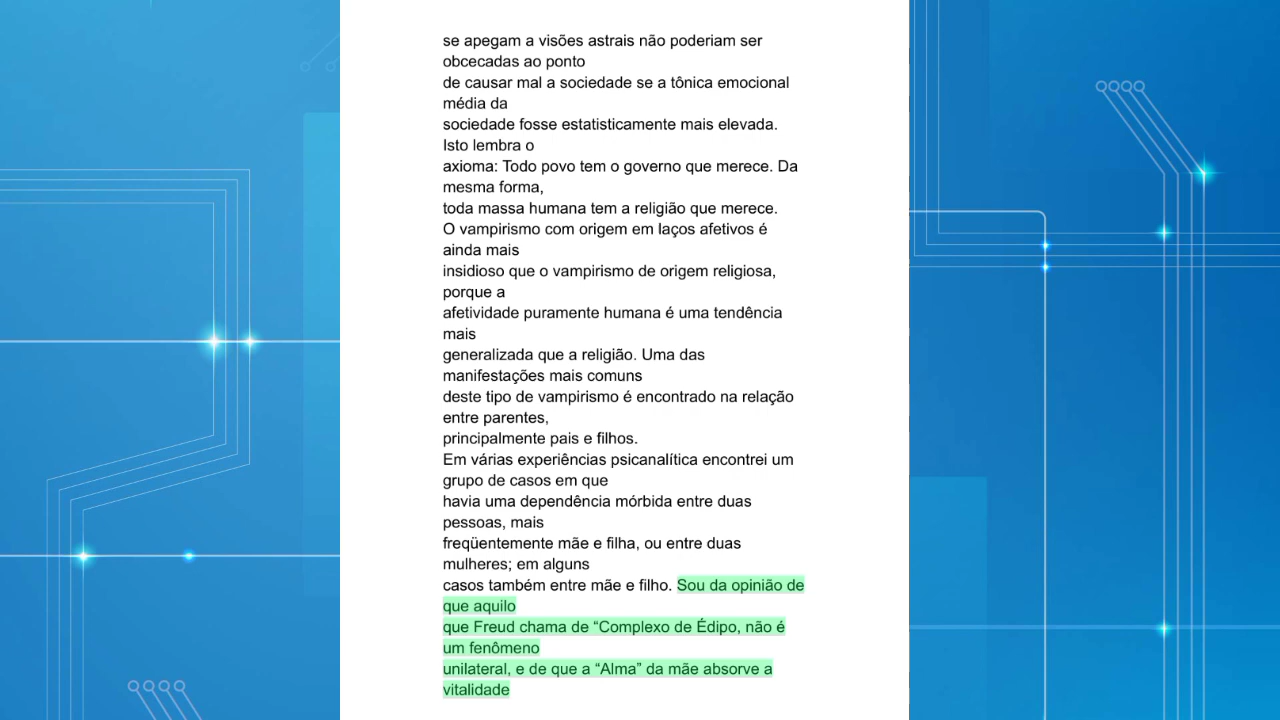 se apegam a visões astrais não poderiam ser
obcecadas ao ponto
de causar mal a sociedade se a tônica emocional
média da
sociedade fosse estatisticamente mais elevada.
Isto lembra o
axioma: Todo povo tem o governo que merece. Da
mesma forma,
toda massa humana tem a religião que merece.
O vampirismo com origem em laços afetivos é
ainda mais
insidioso que o vampirismo de origem religiosa,
porque a
afetividade puramente humana é uma tendência
mais
generalizada que a religião. Uma das
manifestações mais comuns
deste tipo de vampirismo é encontrado na relação
entre parentes,
principalmente pais e filhos.
Em várias experiências psicanalítica encontrei um
grupo de casos em que
havia uma dependência mórbida entre duas
pessoas, mais
freqüentemente mãe e filha, ou entre duas
mulheres; em alguns
casos também entre mãe e filho. Sou da opinião de
que aquilo
que Freud chama de “Complexo de Édipo, não é
um fenômeno
unilateral, e de que a “Alma” da mãe absorve a
vitalidade